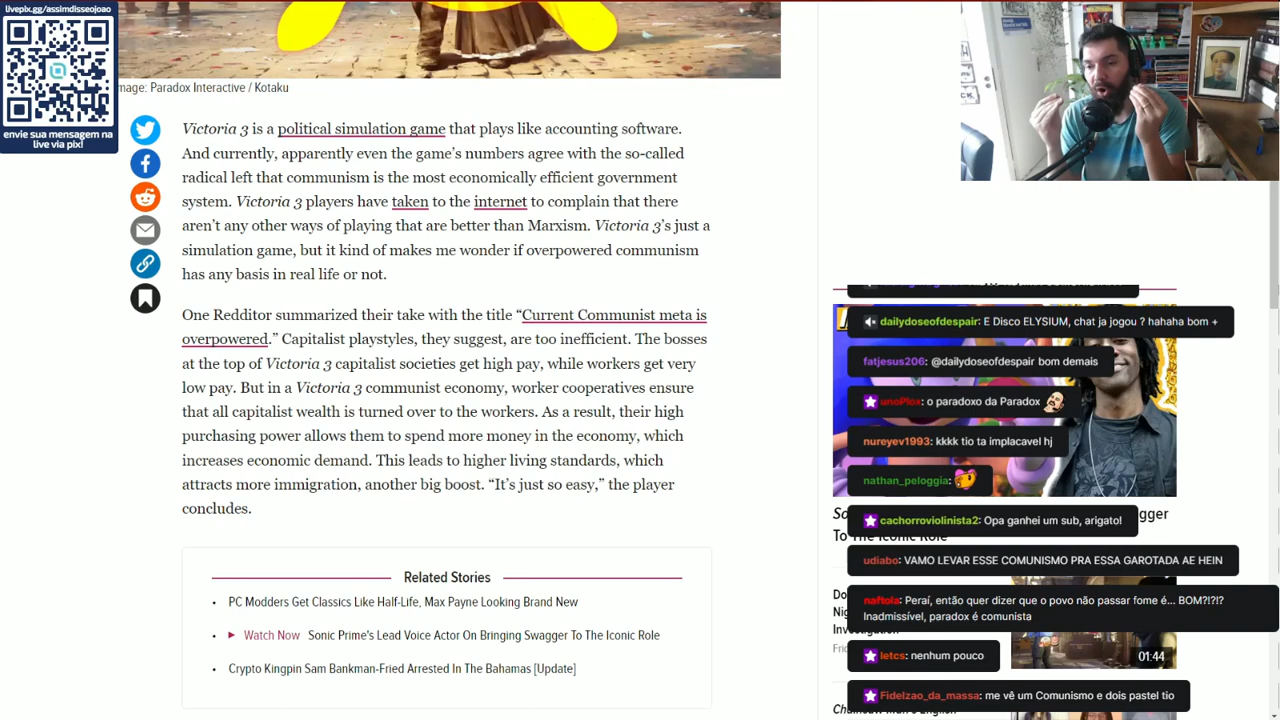 livepix.gg/assimdisseojoao
envie sua mensagem na
live via pix!
mage: Paradox Interactive / Kotaku
Victoria 3 is a political simulation game that plays like accounting software.
And currently, apparently even the game's numbers agree with the so-called
radical left that communism is the most economically efficient government
system. Victoria 3 players have taken to the internet to complain that there
aren't any other ways of playing that are better than Marxism. Victoria 3's just a
simulation game, but it kind of makes me wonder if overpowered communism
has any basis in real life or not.
One Redditor summarized their take with the title “Current Communist meta is
overpowered.” Capitalist playstyles, they suggest, are too inefficient. The bosses
at the top of Victoria 3 capitalist societies get high pay, while workers get very
low pay. But in a Victoria 3 communist economy, worker cooperatives ensure
that all capitalist wealth is turned over to the workers. As a result, their high
purchasing power allows them to spend more money in the economy, which
increases economic demand. This leads to higher living standards, which
attracts more immigration, another big boost. “It's just so easy,” the player
concludes.
Related Stories
• PC Modders Get Classics Like Half-Life, Max Payne Looking Brand New
• Watch Now Sonic Prime's Lead Voice Actor On Bringing Swagger To The Iconic Role
• Crypto Kingpin Sam Bankman-Fried Arrested In The Bahamas [Update]
dailydoseofdespair: E Disco ELYSIUM, chat ja jogou ? hahaha bom +
fatjesus206: @dailydoseofdespair bom demais
unoPlox: o paradoxo da Paradox
nureyev1993: kkkk tio ta implacavel hj
nathan_peloggia:
cachorroviolinista2: Opa ganhei um sub, arigato!
gger
To The Iconic Role
udiabo: VAMO LEVAR ESSE COMUNISMO PRA ESSA GAROTADA AE HEIN
naftola: Peraí, então quer dizer que o povo não passar fome é... BOM?!?!?
Inadmissível, paradox é comunista
letcs: nenhum pouco
01:44
Fidelzao_da_massa: me vê um Comunismo e dois pastel tio